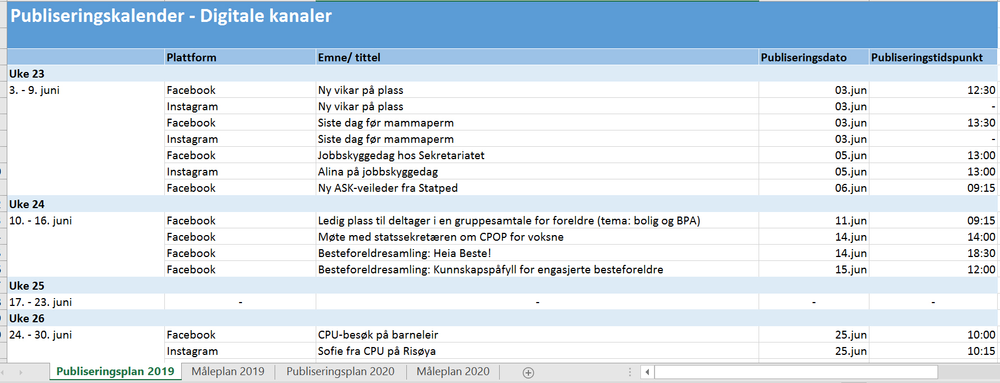 Publiseringskalender - Digitale kanaler
Plattform Emne/ tittel Publiseringsdato Publiseringstidspunkt
Uke 23
3. - 9. juni Facebook Ny vikar på plass 03.jun 12:30
Instagram Ny vikar på plass 03.jun -
Facebook Siste dag før mammaperm 03.jun 13:30
Instagram Siste dag før mammaperm 03.jun -
Facebook Jobbskyggedag hos Sekretariatet 05.jun 13:00
Instagram Alina på jobbskyggedag 05.jun 13:00
Facebook Ny ASK-veileder fra Statped 06.jun 09:15
Uke 24
10. - 16. juni Facebook Ledig plass til deltager i en gruppesamtale for foreldre (tema: bolig og BPA) 11.jun 09:15
Facebook Møte med statssekretæren om CPOP for voksne 14.jun 14:00
Facebook Besteforeldresamling: Heia Beste! 14.jun 18:30
Facebook Besteforeldresamling: Kunnskapspåfyll for engasjerte besteforeldre 15.jun 12:00
Uke 25
17. - 23. juni - - - -
Uke 26
24. - 30. juni Facebook CPU-besøk på barneleir 25.jun 10:00
Instagram Sofie fra CPU på Risøya 25.jun 10:15
Publiseringsplan 2019 Måleplan 2019 Publiseringsplan 2020 Måleplan 2020